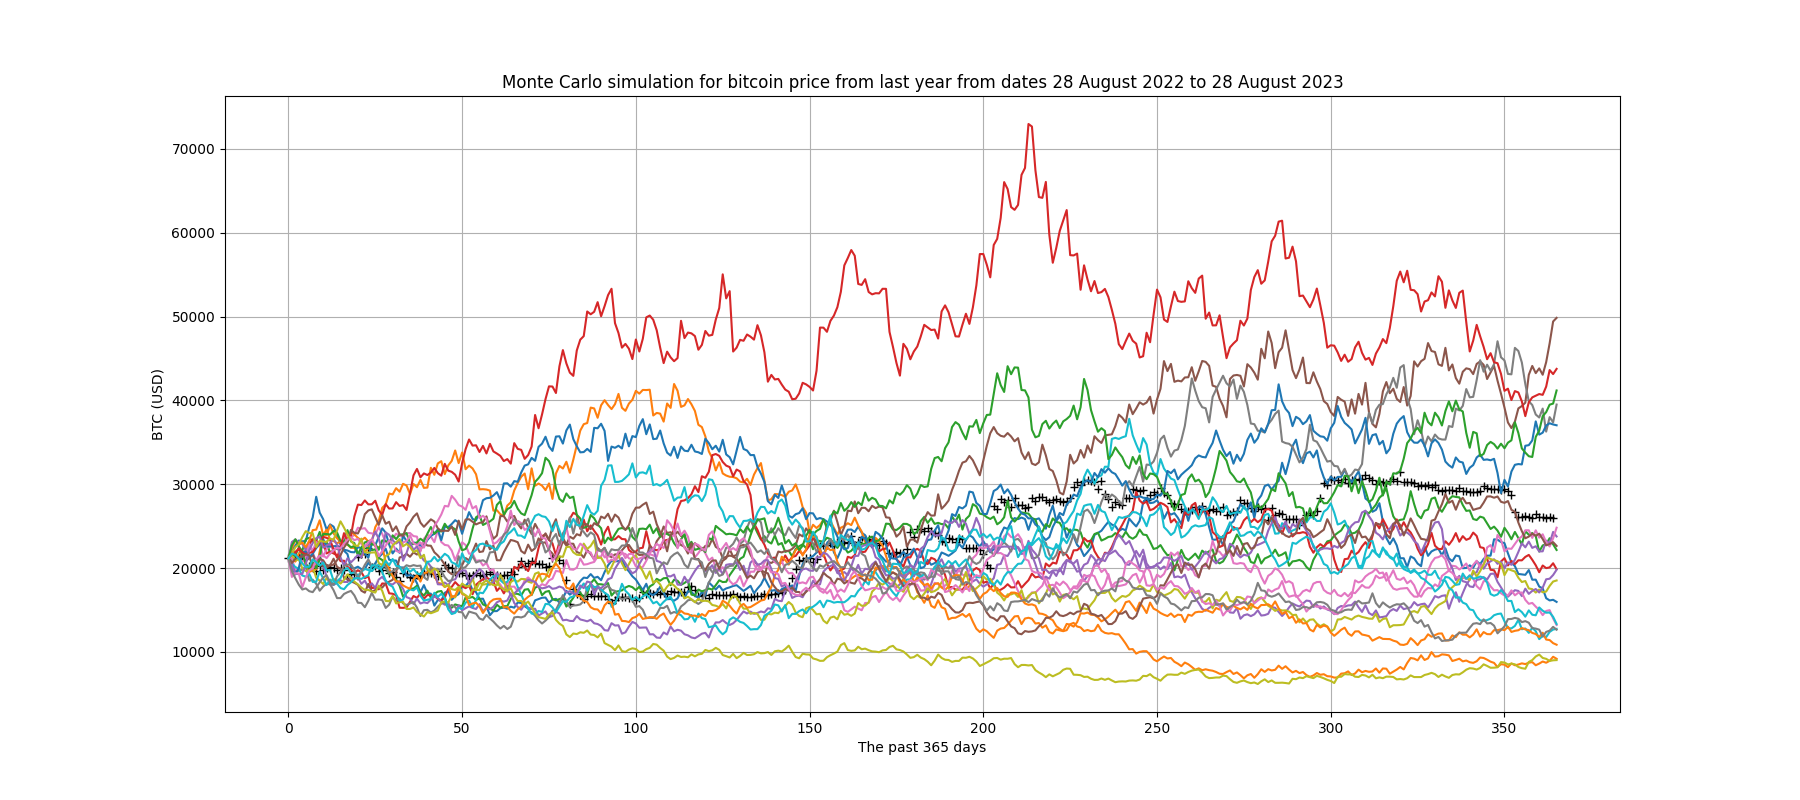 Monte Carlo simulation for bitcoin price from last year from dates 28 August 2022 to 28 August 2023
70000
60000
50000
40000
30000
20000
10000
BTC (USD)
0 50 100 150 200 250 300 350
The past 365 days